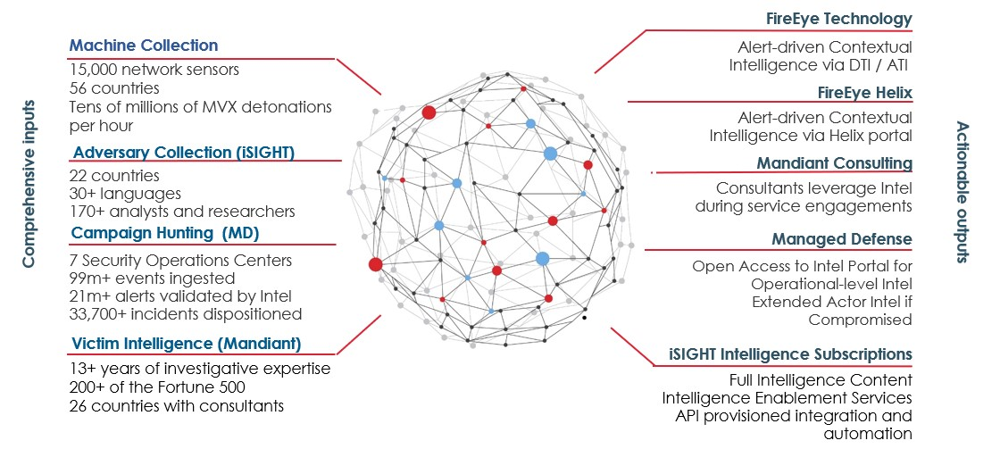 Comprehensive inputs
Machine Collection
15,000 network sensors
56 countries
Tens of millions of MVX detonations
per hour
Adversary Collection (iSIGHT)
22 countries
30+ languages
170+ analysts and researchers
Campaign Hunting (MD)
7 Security Operations Centers
99m+ events ingested
21m+ alerts validated by Intel
33,700+ incidents dispositioned
Victim Intelligence (Mandiant)
13+ years of investigative expertise
200+ of the Fortune 500
26 countries with consultants
FireEye Technology
Alert-driven Contextual
Intelligence via DTI / ATI
FireEye Helix
Alert-driven Contextual
Intelligence via Helix portal
Mandiant Consulting
Consultants leverage Intel
during service engagements
Managed Defense
Open Access to Intel Portal for
Operational-level Intel
Extended Actor Intel if
Compromised
iSIGHT Intelligence Subscriptions
Full Intelligence Content
Intelligence Enablement Services
API provisioned integration and
automation
Actionable outputs